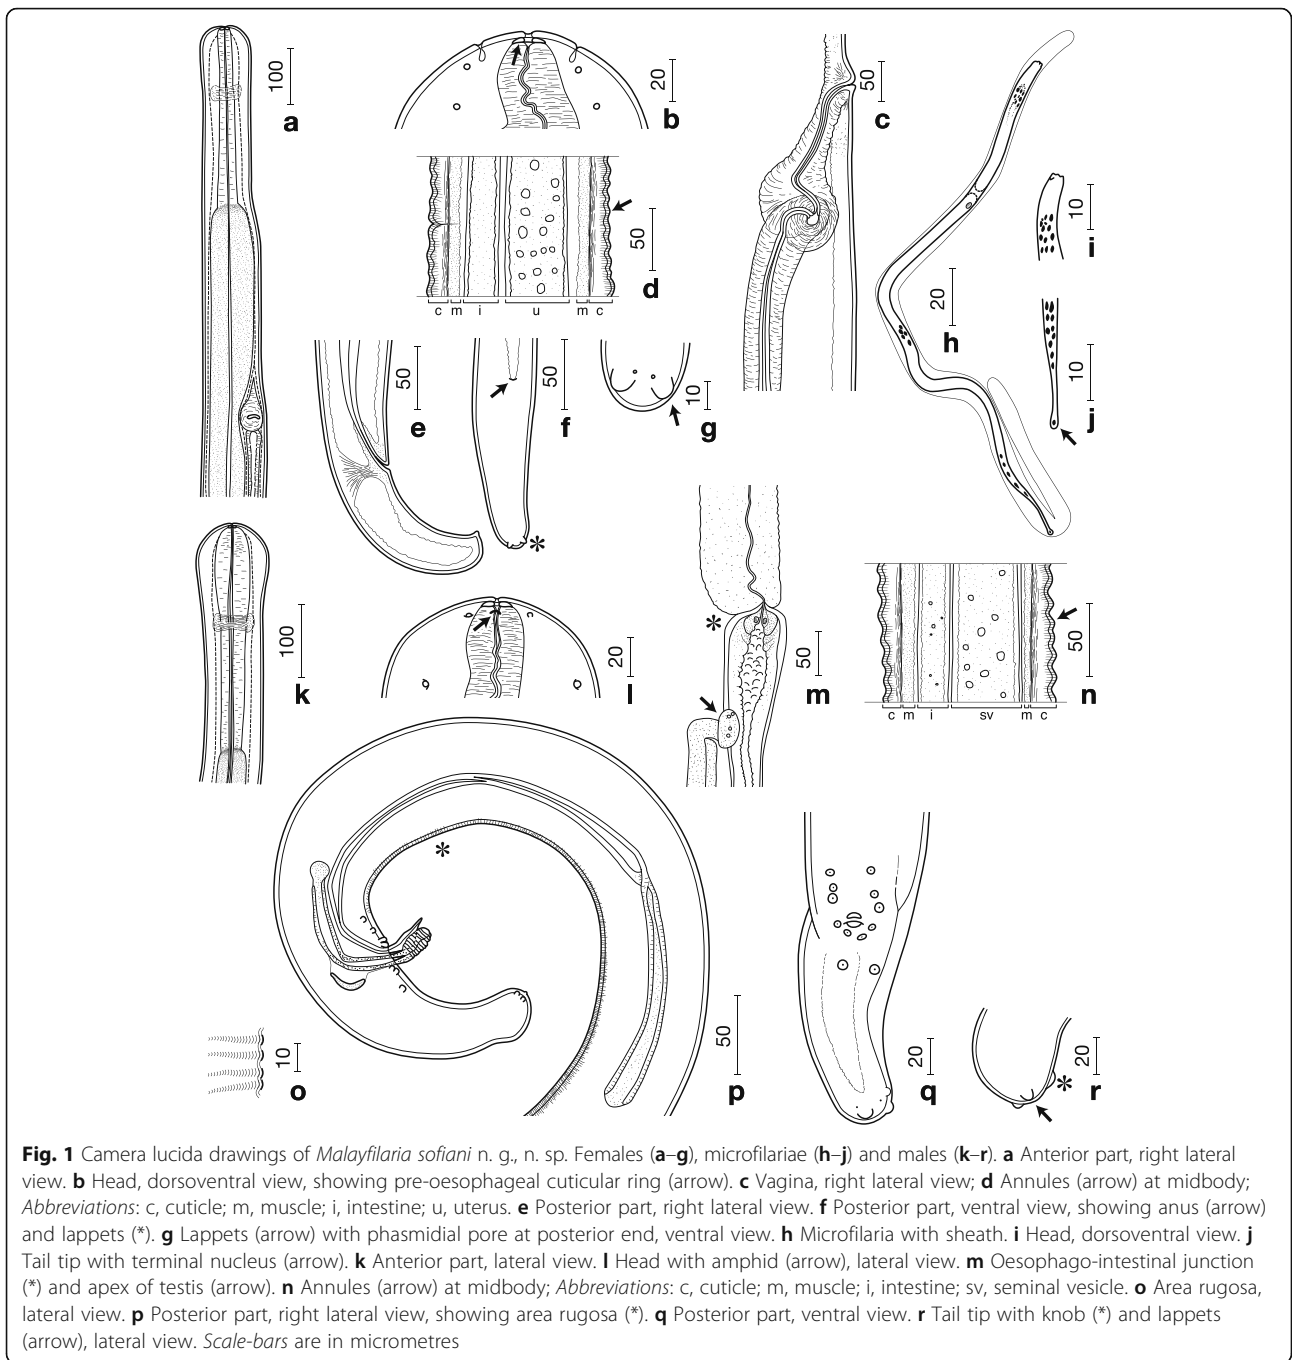 100
a
20
b
50
c
50
d
c m i u m c
20
h
10
i
10
j
50
e
50
f
*
10
g
100
k
20
l
*
50
m
50
n
c m i sv m c
*
10
o
50
p
20
q
*
20
r
Fig. 1 Camera lucida drawings of Malayfilaria sofiani n. g., n. sp. Females (a–g), microfilariae (h–j) and males (k–r). a Anterior part, right lateral
view. b Head, dorsoventral view, showing pre-oesophageal cuticular ring (arrow). c Vagina, right lateral view; d Annules (arrow) at midbody;
Abbreviations: c, cuticle; m, muscle; i, intestine; u, uterus. e Posterior part, right lateral view. f Posterior part, ventral view, showing anus (arrow)
and lappets (*). g Lappets (arrow) with phasmidial pore at posterior end, ventral view. h Microfilaria with sheath. i Head, dorsoventral view. j
Tail tip with terminal nucleus (arrow). k Anterior part, lateral view. l Head with amphid (arrow), lateral view. m Oesophago-intestinal junction
(*) and apex of testis (arrow). n Annules (arrow) at midbody; Abbreviations: c, cuticle; m, muscle; i, intestine; sv, seminal vesicle. o Area rugosa,
lateral view. p Posterior part, right lateral view, showing area rugosa (*). q Posterior part, ventral view. r Tail tip with knob (*) and lappets
(arrow), lateral view. Scale-bars are in micrometres